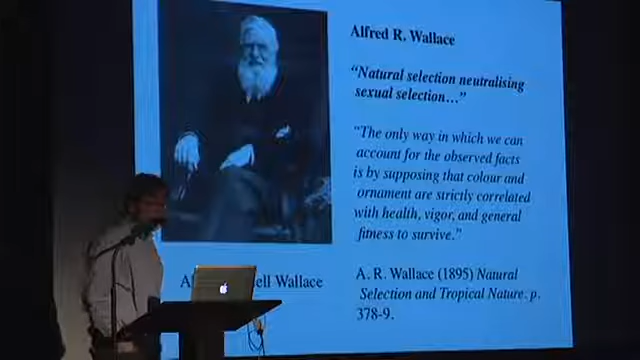 Alfred R. Wallace
"Natural selection neutralising
sexual selection…"
"The only way in which we can
account for the observed facts
is by supposing that colour and
ornament are strictly correlated
with health, vigor, and general
fitness to survive."
A. R. Wallace (1895) Natural
Selection and Tropical Nature. p.
378-9.
Wallace